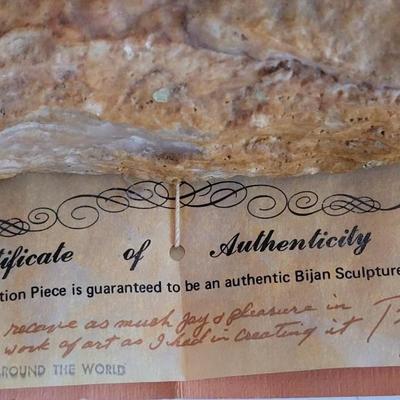 tificate of Authenticity
tion Piece is guaranteed to be an authentic Bijan Sculpture
receive as much Joy & pleasure in
work of art as I had in creating it
AROUND THE WORLD